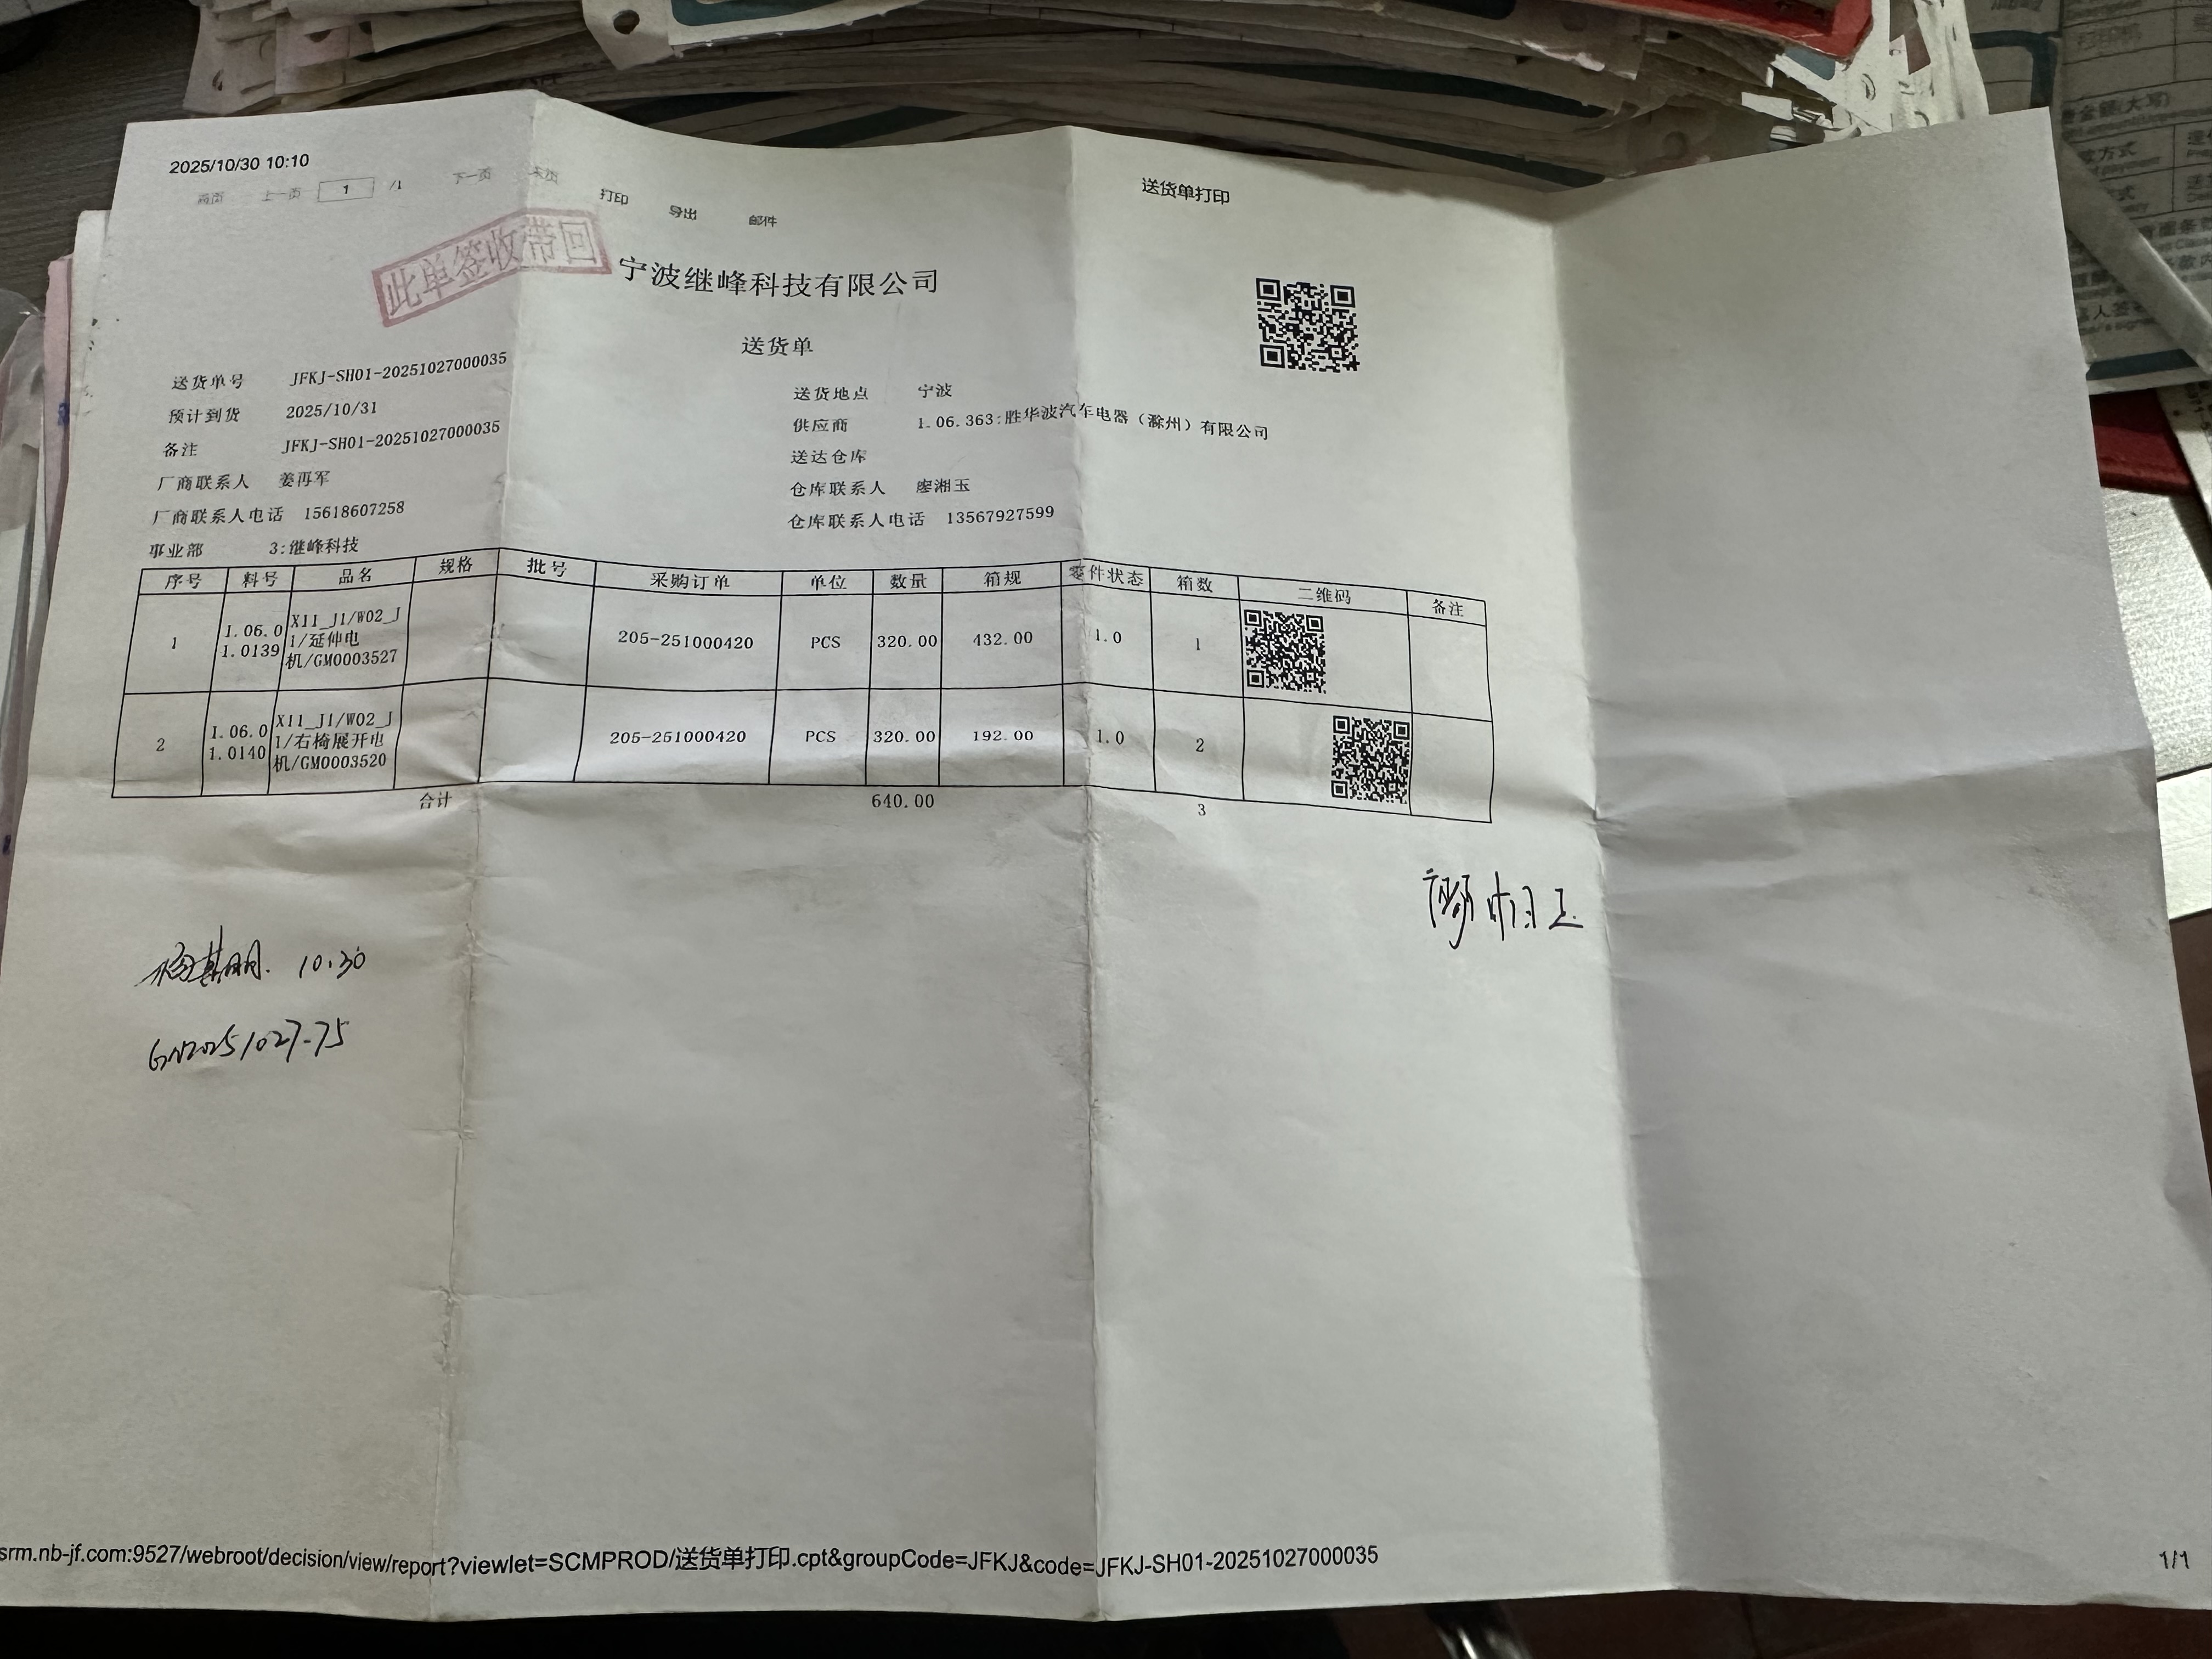 2025/10/30 10:10
送货单打印
首页 上一页 1 /1 下一页 末页 打印 导出 邮件
此单签收带回
宁波继峰科技有限公司
送货单
送货单号 JFKJ-SH01-20251027000035
送货地点 宁波
预计到货 2025/10/31
供应商 1.06.363:胜华波汽车电器（滁州）有限公司
备注 JFKJ-SH01-20251027000035
送达仓库
厂商联系人 姜再军
仓库联系人 廖湘玉
厂商联系人电话 15618607258
仓库联系人电话 13567927599
事业部 3:继峰科技
序号 料号 品名 规格 批号 采购订单 单位 数量 箱规 零件状态 箱数 二维码 备注
1 1.06.01.0139 X11_J1/W02_J1/延伸电机/GM0003527 205-251000420 PCS 320.00 432.00 1.0 1
2 1.06.01.0140 X11_J1/W02_J1/右椅展开电机/GM0003520 205-251000420 PCS 320.00 192.00 1.0 2
合计 640.00 3
廖湘玉
10.30
GN20251027-75
srm.nb-jf.com:9527/webroot/decision/view/report?viewlet=SCMPROD/送货单打印.cpt&groupCode=JFKJ&code=JFKJ-SH01-20251027000035
1/1